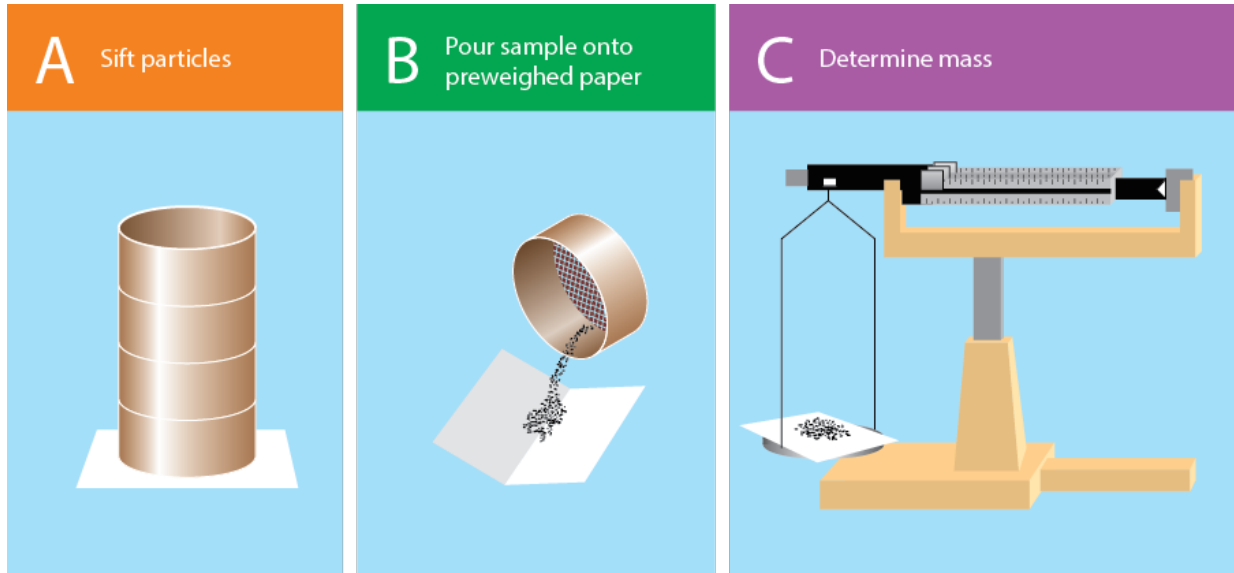 A
Sift particles
B
Pour sample onto
preweighed paper
C
Determine mass